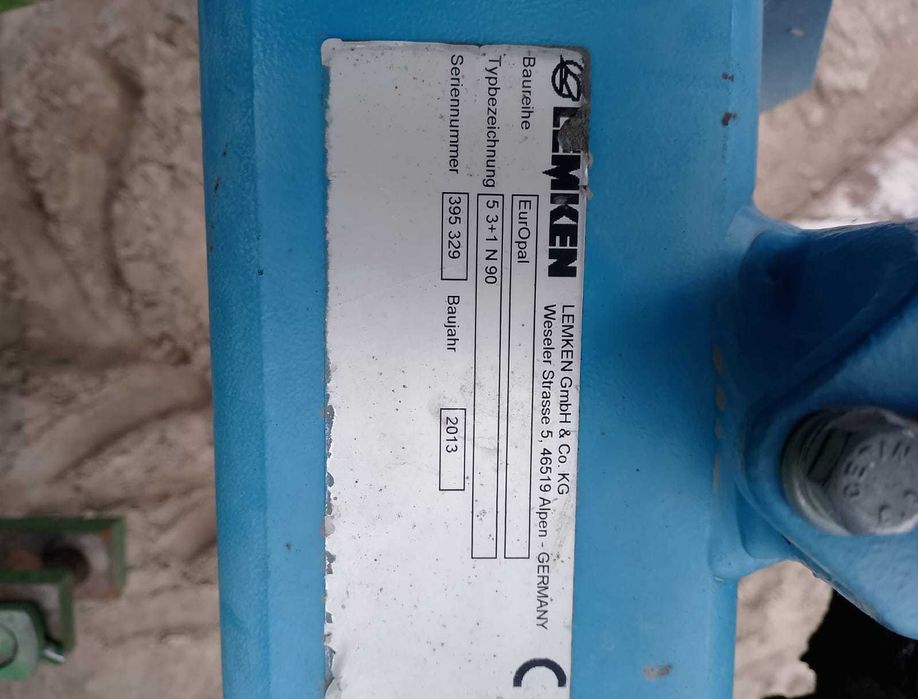 LEMKEN
LEMKEN GmbH & Co. KG
Weseler Strasse 5, 46519 Alpen - GERMANY
Baureihe EurOpal
Typbezeichnung 5 3+1 N 90
Seriennummer 395 329 Baujahr 2013